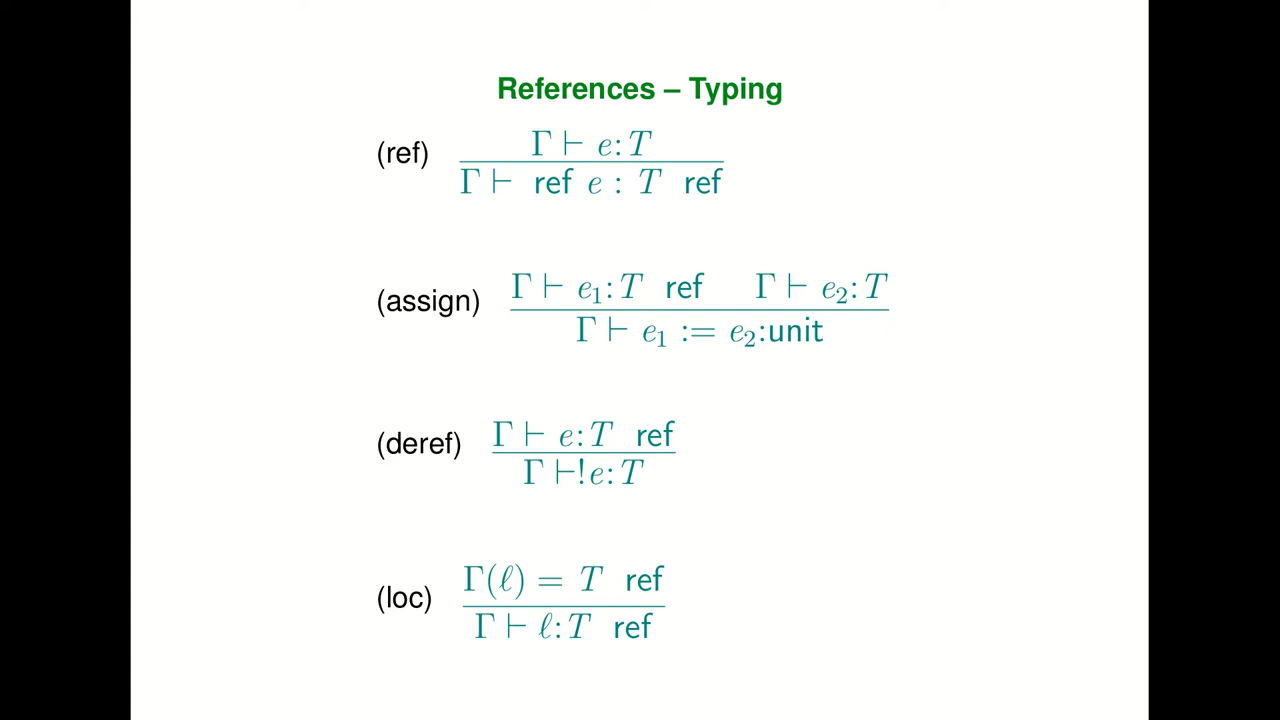 References – Typing
(ref) Γ ⊢ e:T
Γ ⊢ ref e : T ref
(assign) Γ ⊢ e₁:T ref Γ ⊢ e₂:T
Γ ⊢ e₁ := e₂:unit
(deref) Γ ⊢ e:T ref
Γ ⊢!e:T
(loc) Γ(ℓ) = T ref
Γ ⊢ ℓ:T ref